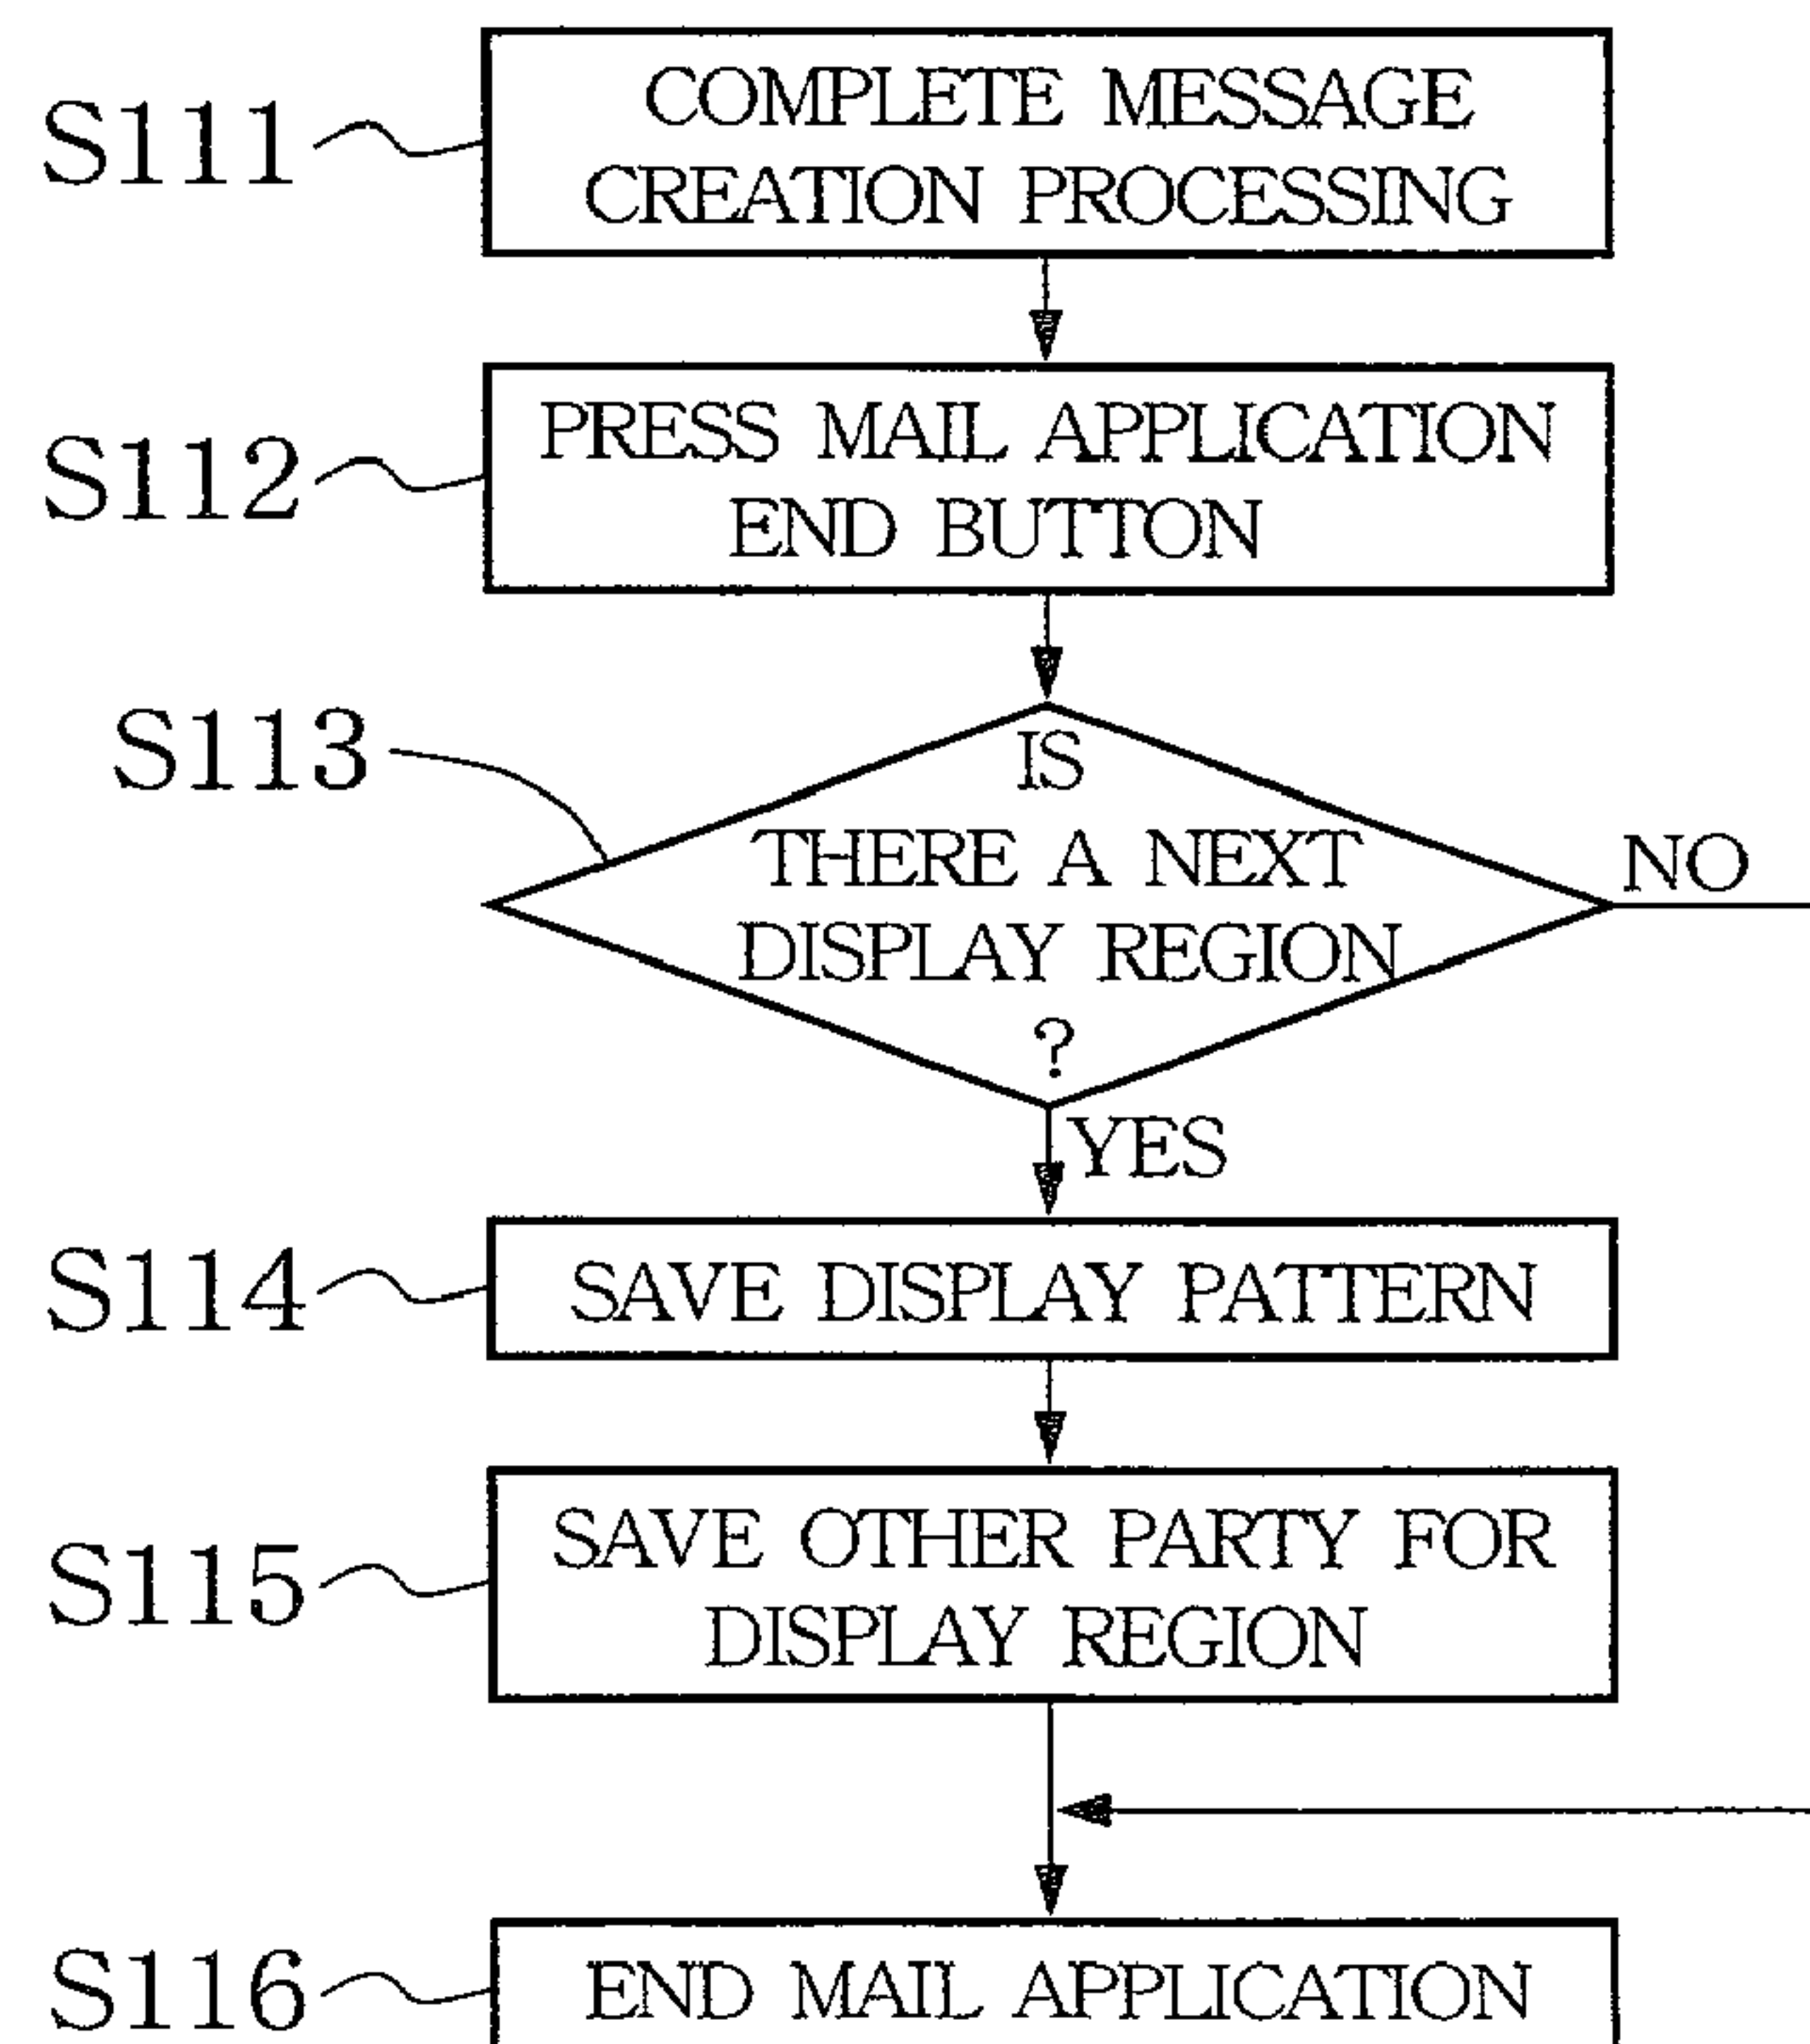 S111
COMPLETE MESSAGE
CREATION PROCESSING
S112
PRESS MAIL APPLICATION
END BUTTON
S113
IS
THERE A NEXT
DISPLAY REGION
?
NO
YES
S114
SAVE DISPLAY PATTERN
S115
SAVE OTHER PARTY FOR
DISPLAY REGION
S116
END MAIL APPLICATION